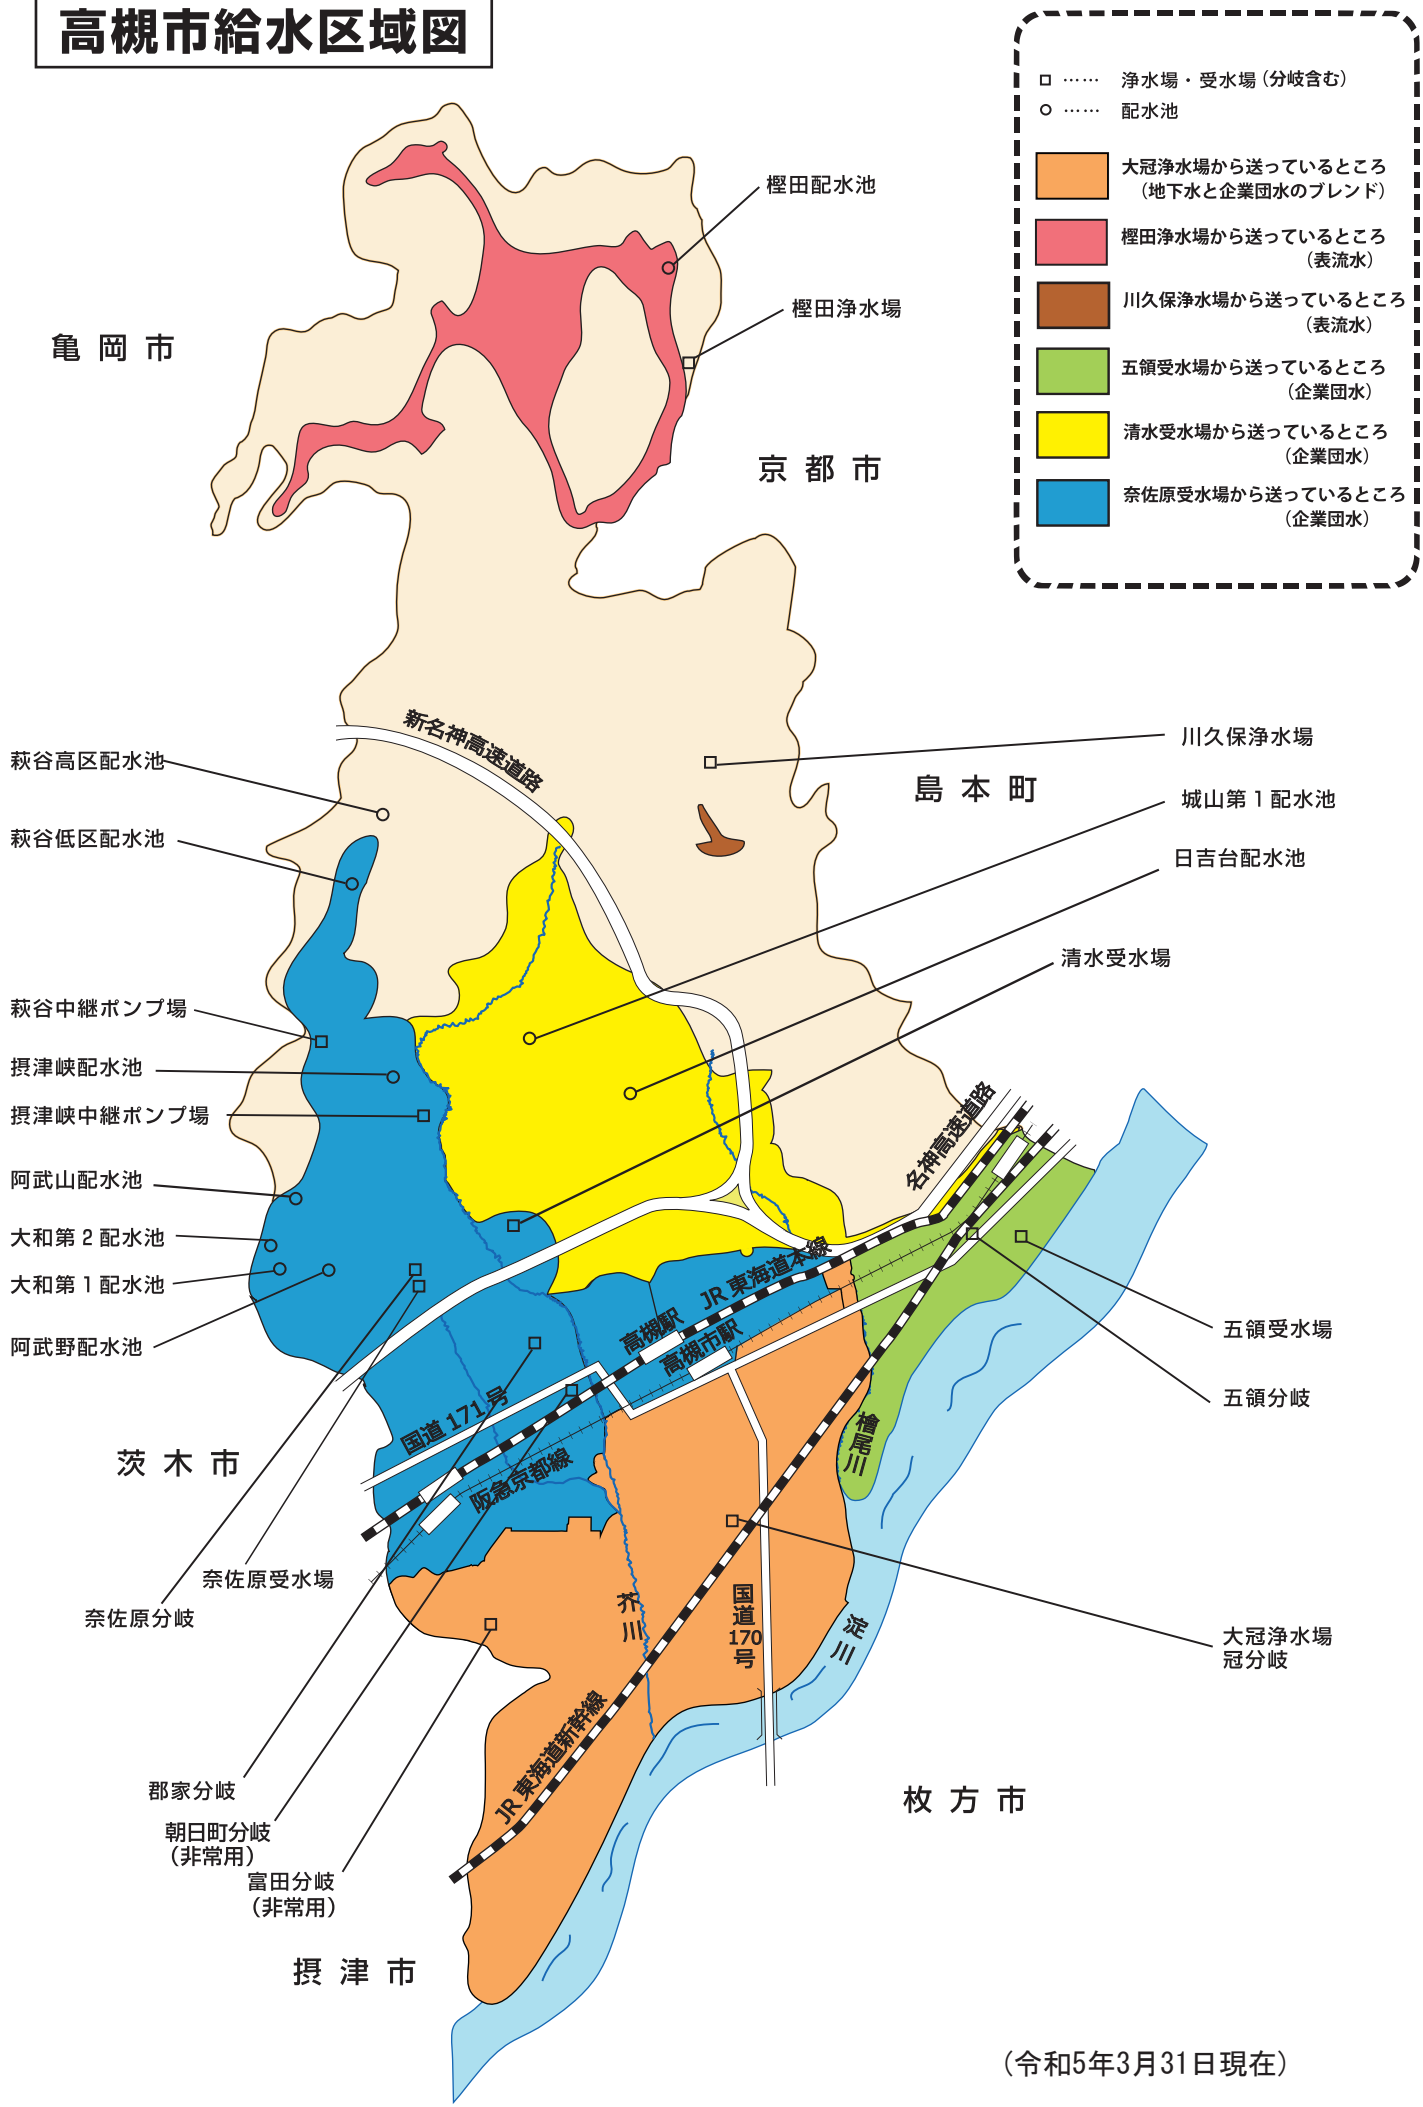 高槻市給水区域図
□ …… 浄水場・受水場（分岐含む）
○ …… 配水池
大冠浄水場から送っているところ
（地下水と企業団水のブレンド）
樫田浄水場から送っているところ
（表流水）
川久保浄水場から送っているところ
（表流水）
五領受水場から送っているところ
（企業団水）
清水受水場から送っているところ
（企業団水）
奈佐原受水場から送っているところ
（企業団水）
樫田配水池
樫田浄水場
亀岡市
京都市
新名神高速道路
川久保浄水場
萩谷高区配水池
島本町
城山第1配水池
萩谷低区配水池
日吉台配水池
清水受水場
萩谷中継ポンプ場
摂津峡配水池
摂津峡中継ポンプ場
名神高速道路
阿武山配水池
大和第2配水池
大和第1配水池
JR東海道本線
高槻駅
高槻市駅
阿武野配水池
五領受水場
五領分岐
国道171号
檜尾川
茨木市
阪急京都線
奈佐原受水場
奈佐原分岐
芥川
国道170号
淀川
大冠浄水場
冠分岐
JR東海道新幹線
郡家分岐
朝日町分岐
（非常用）
富田分岐
（非常用）
枚方市
摂津市
（令和5年3月31日現在）